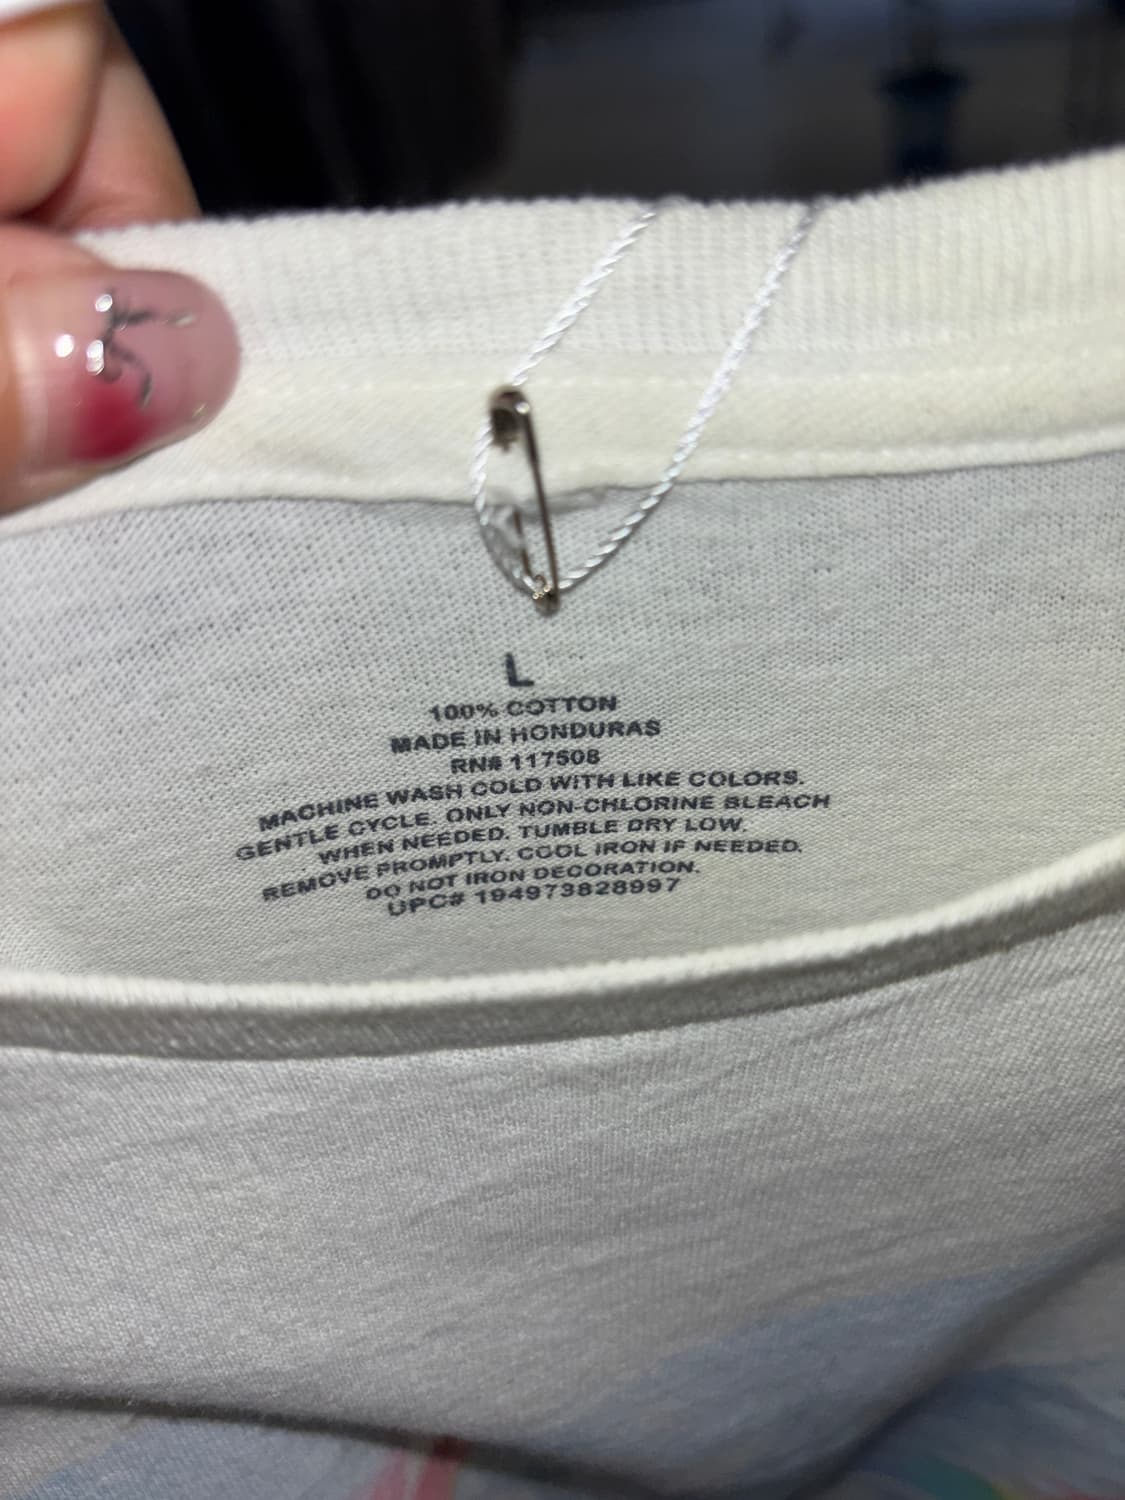 L
100% COTTON
MADE IN HONDURAS
RN# 117508
MACHINE WASH COLD WITH LIKE COLORS.
GENTLE CYCLE. ONLY NON-CHLORINE BLEACH
WHEN NEEDED. TUMBLE DRY LOW.
REMOVE PROMPTLY. COOL IRON IF NEEDED.
DO NOT IRON DECORATION.
UPC# 194973828997